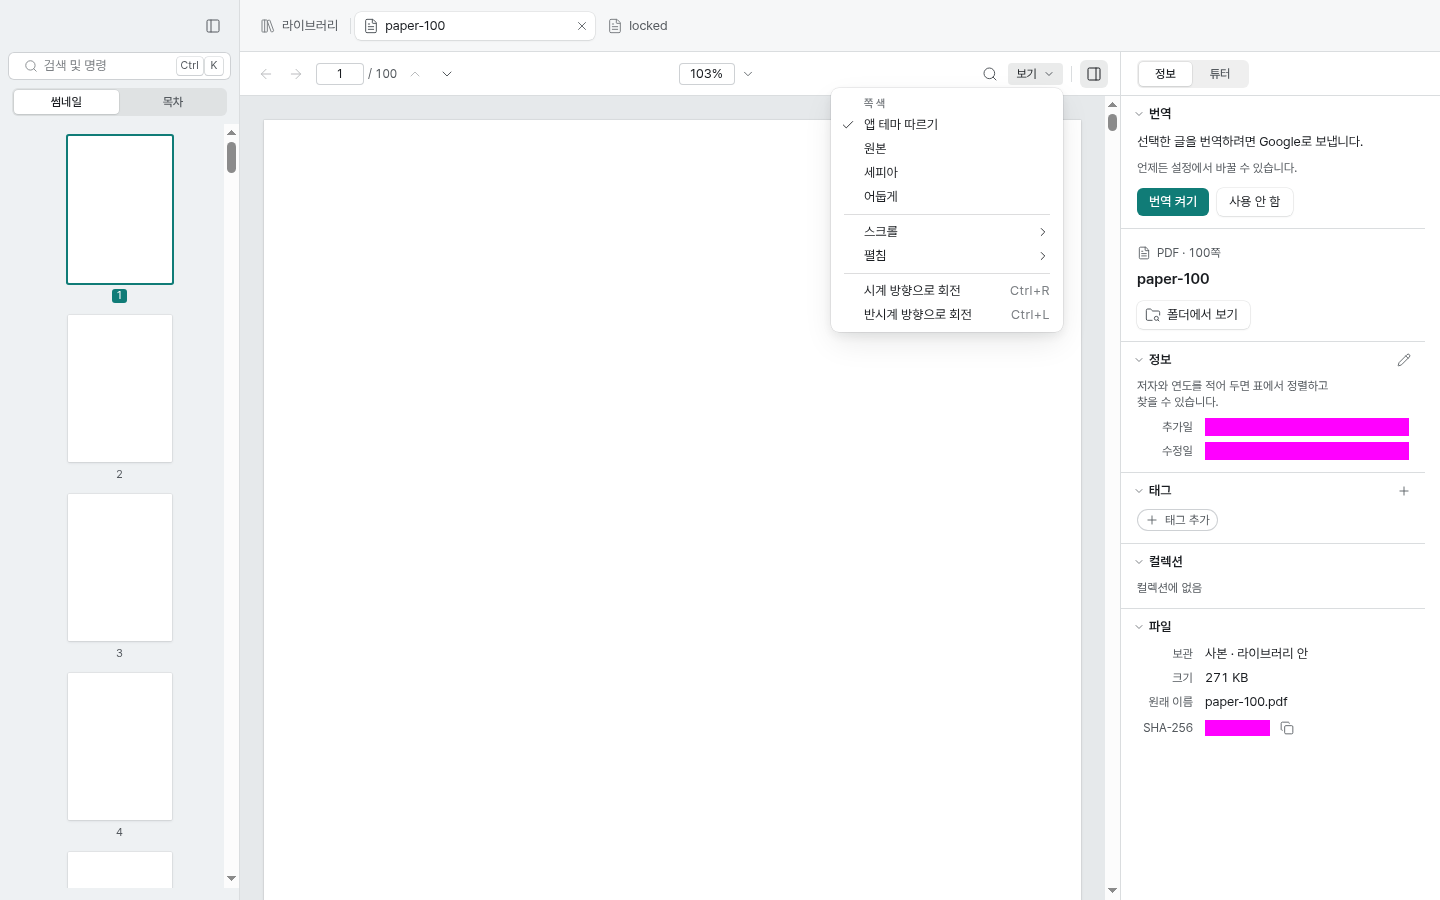 라이브러리
paper-100
locked
검색 및 명령
Ctrl K
썸네일
목차
1
2
3
4
1 / 100
103%
보기
쪽 색
앱 테마 따르기
원본
세피아
어둡게
스크롤
펼침
시계 방향으로 회전 Ctrl+R
반시계 방향으로 회전 Ctrl+L
정보
튜터
번역
선택한 글을 번역하려면 Google로 보냅니다.
언제든 설정에서 바꿀 수 있습니다.
번역 켜기
사용 안 함
PDF · 100쪽
paper-100
폴더에서 보기
정보
저자와 연도를 적어 두면 표에서 정렬하고
찾을 수 있습니다.
추가일
수정일
태그
태그 추가
컬렉션
컬렉션에 없음
파일
보관 사본 · 라이브러리 안
크기 271 KB
원래 이름 paper-100.pdf
SHA-256